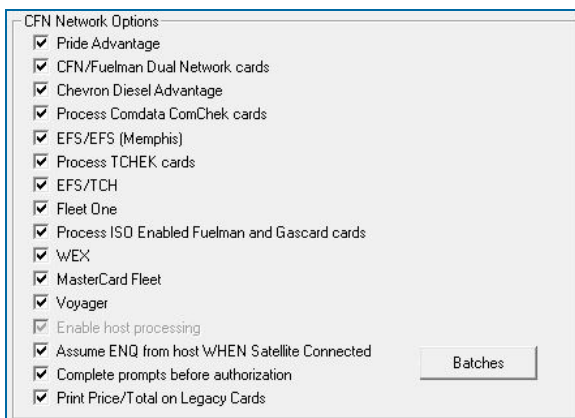 CFN Network Options
Pride Advantage
CFN/Fuelman Dual Network cards
Chevron Diesel Advantage
Process Comdata ComChek cards
EFS/EFS (Memphis)
Process TCHEK cards
EFS/TCH
Fleet One
Process ISO Enabled Fuelman and Gascard cards
WEX
MasterCard Fleet
Voyager
Enable host processing
Assume ENQ from host WHEN Satellite Connected
Batches
Complete prompts before authorization
Print Price/Total on Legacy Cards